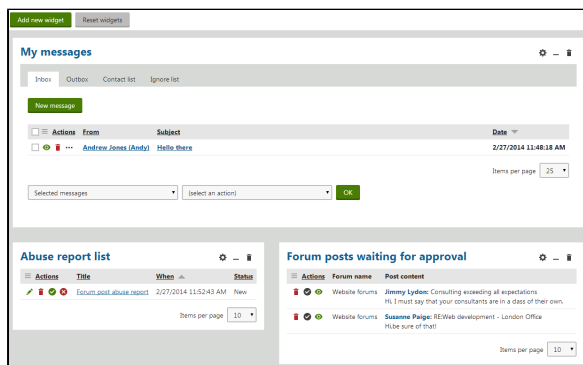 Add new widget Reset widgets
My messages
Inbox Outbox Contact list Ignore list
New message
Actions From Subject Date
Andrew Jones (Andy) Hello there 2/27/2014 11:48:18 AM
Items per page 25
Selected messages (select an action) OK
Abuse report list
Actions Title When Status
Forum post abuse report 2/27/2014 11:52:43 AM New
Items per page 10
Forum posts waiting for approval
Actions Forum name Post content
Website forums Jimmy Lydon: Consulting exceeding all expectations
Hi, I must say that your consultants are in a class of their own.
Website forums Susanne Paige: RE:Web development - London Office
Hi,be sure of that!
Items per page 10